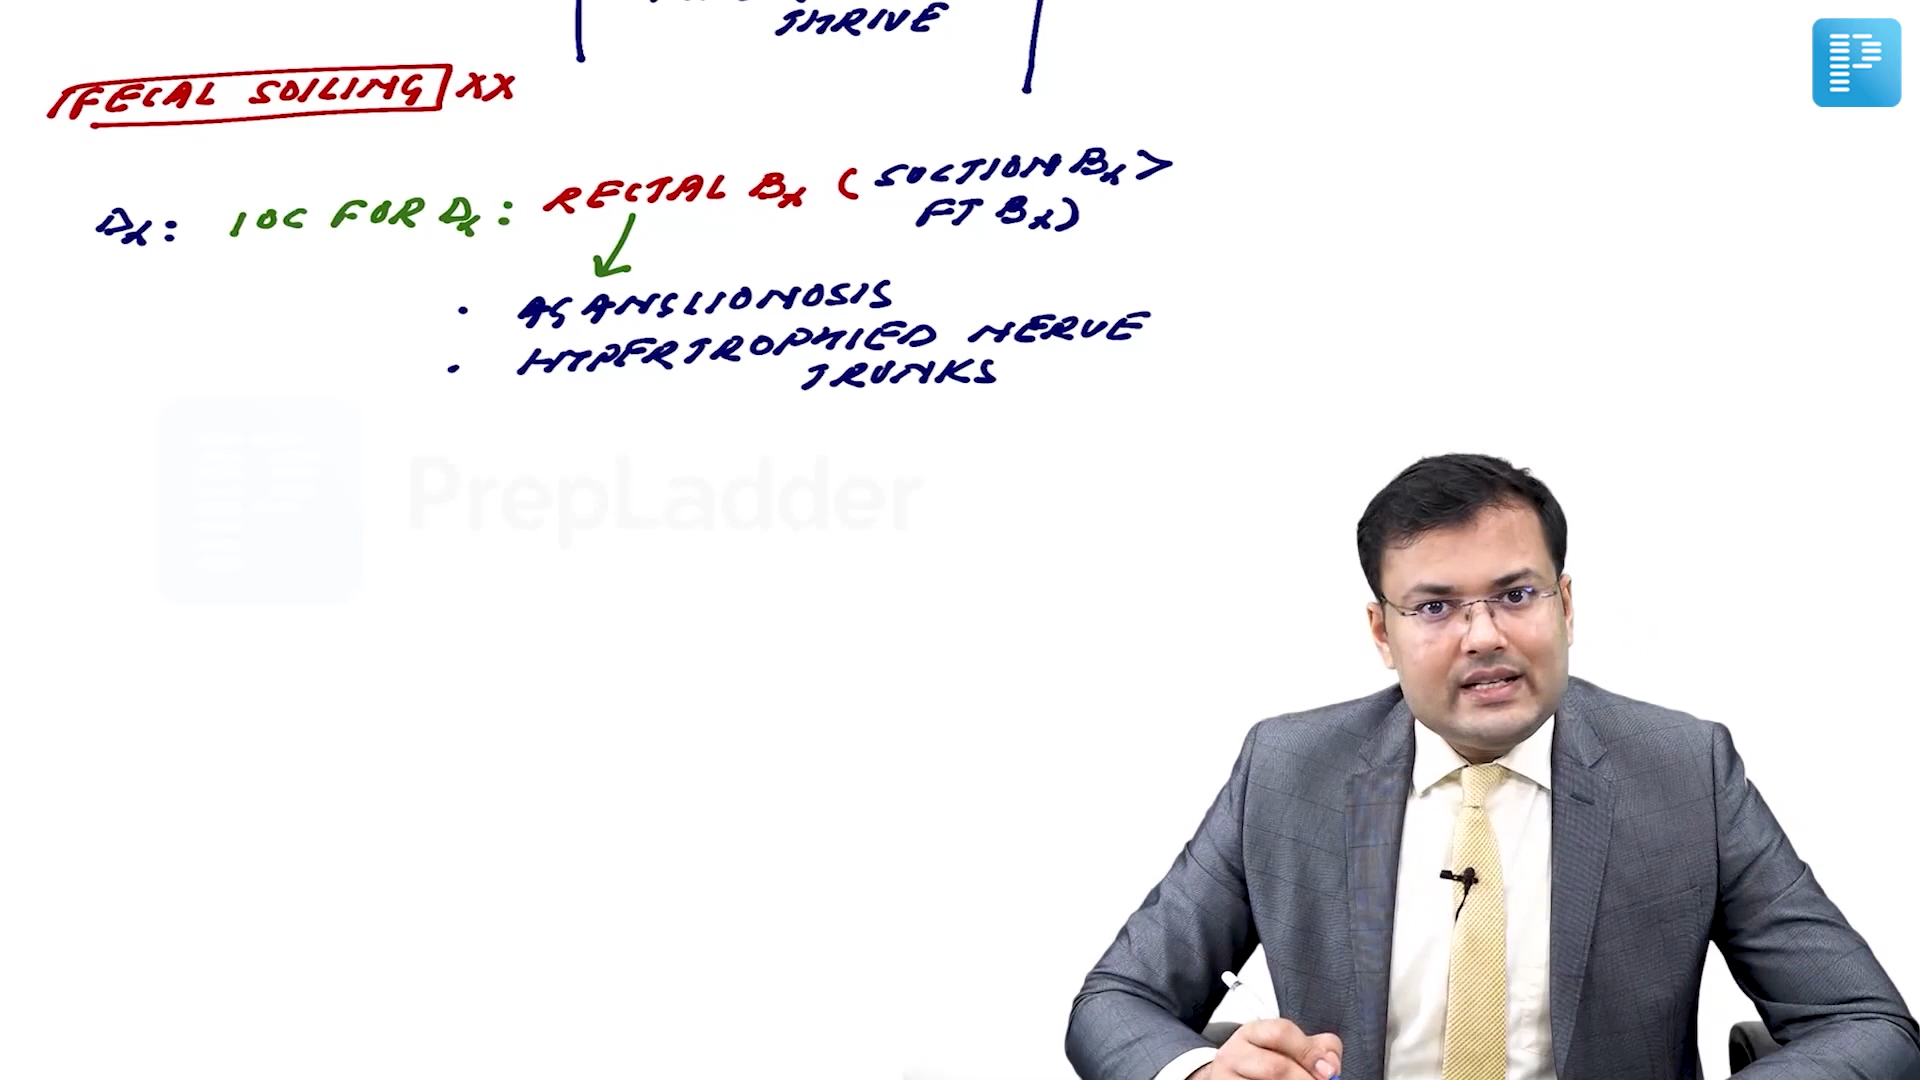 THRIVE
FECAL SOILING XX
Dx: IOC FOR Dx: RECTAL Bx (SUCTION Bx >
FT Bx)
• AGANGLIONOSIS
• HYPERTROPHIED NERVE
TRUNKS
PrepLadder